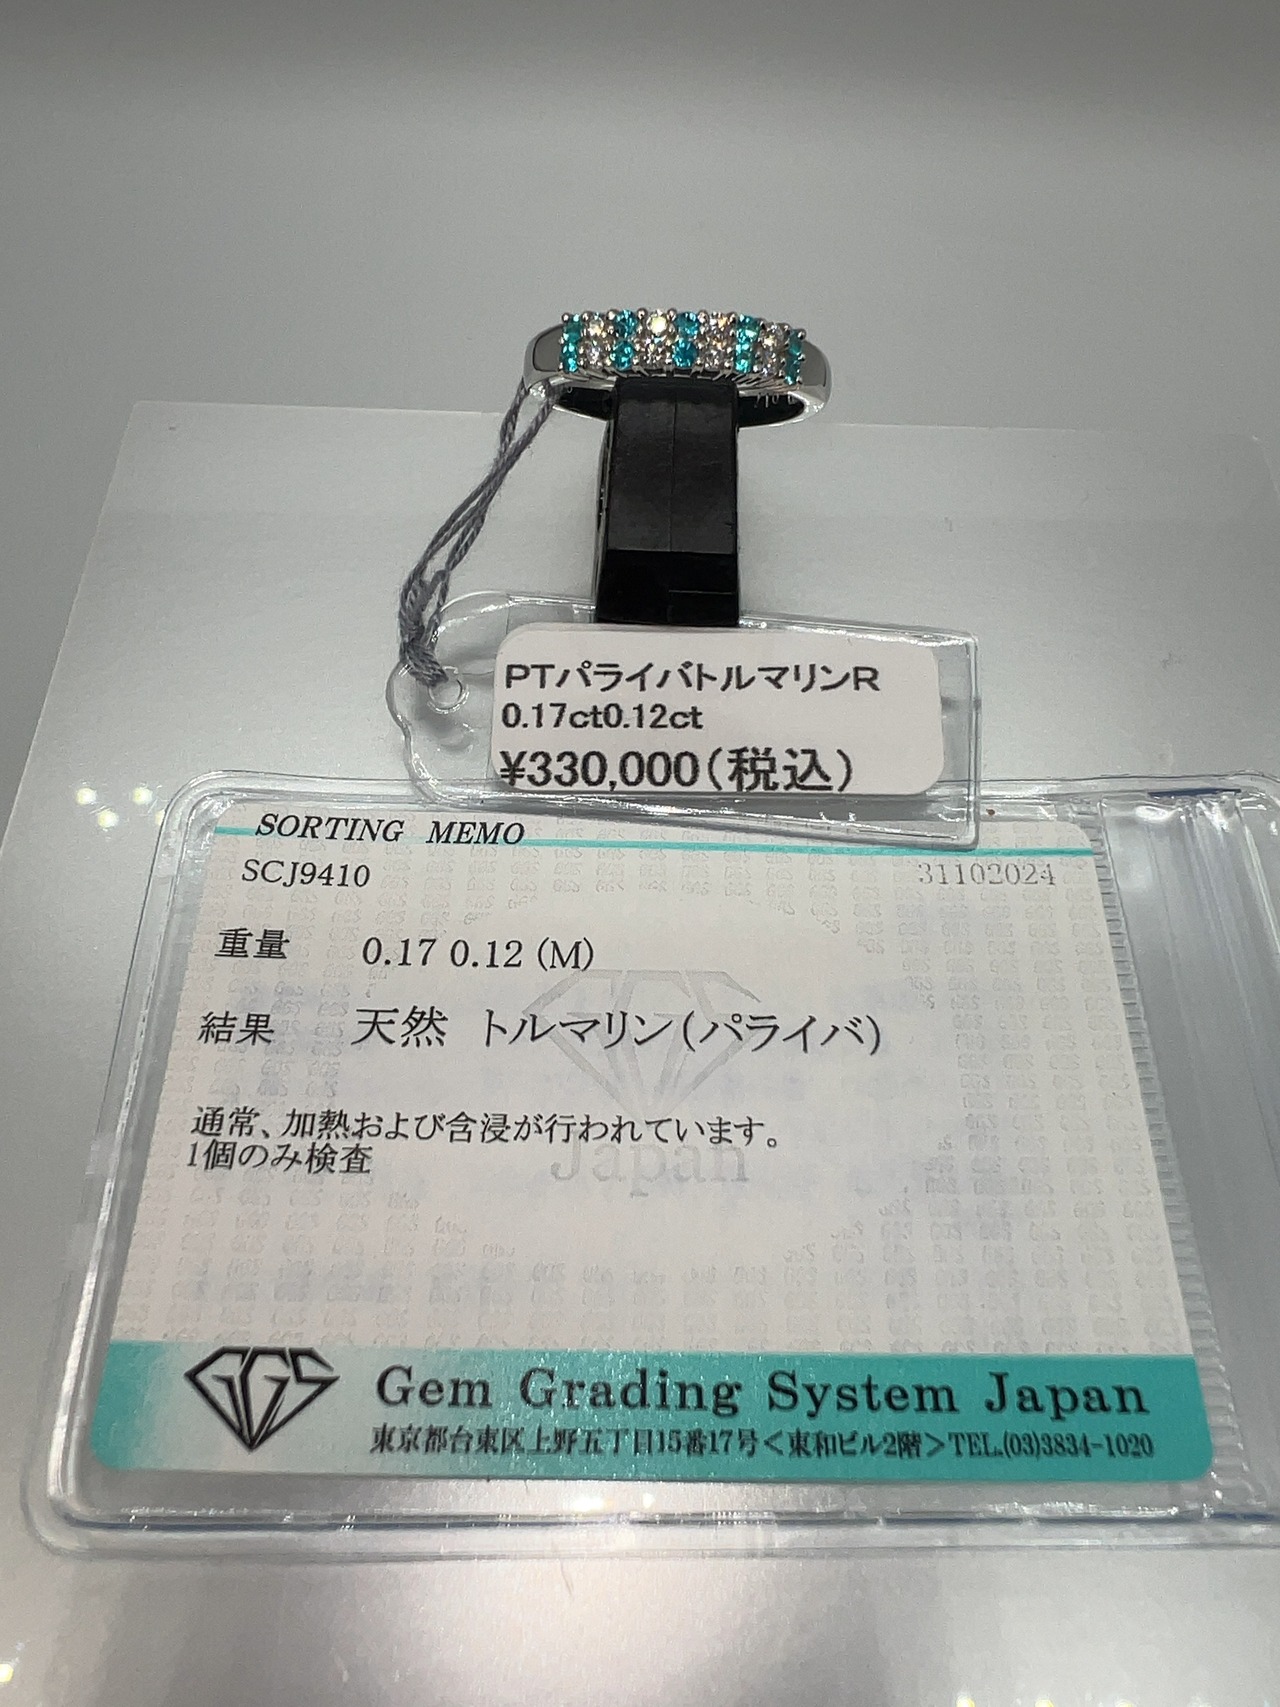 PTパライバトルマリンR
0.17ct0.12ct
¥330,000(税込)
SORTING MEMO
SCJ9410 31102024
重量 0.17 0.12 (M)
結果 天然 トルマリン(パライバ)
通常、加熱および含浸が行われています。
1個のみ検査
Japan
GGS Gem Grading System Japan
東京都台東区上野五丁目15番17号<東和ビル2階>TEL.(03)3834-1020